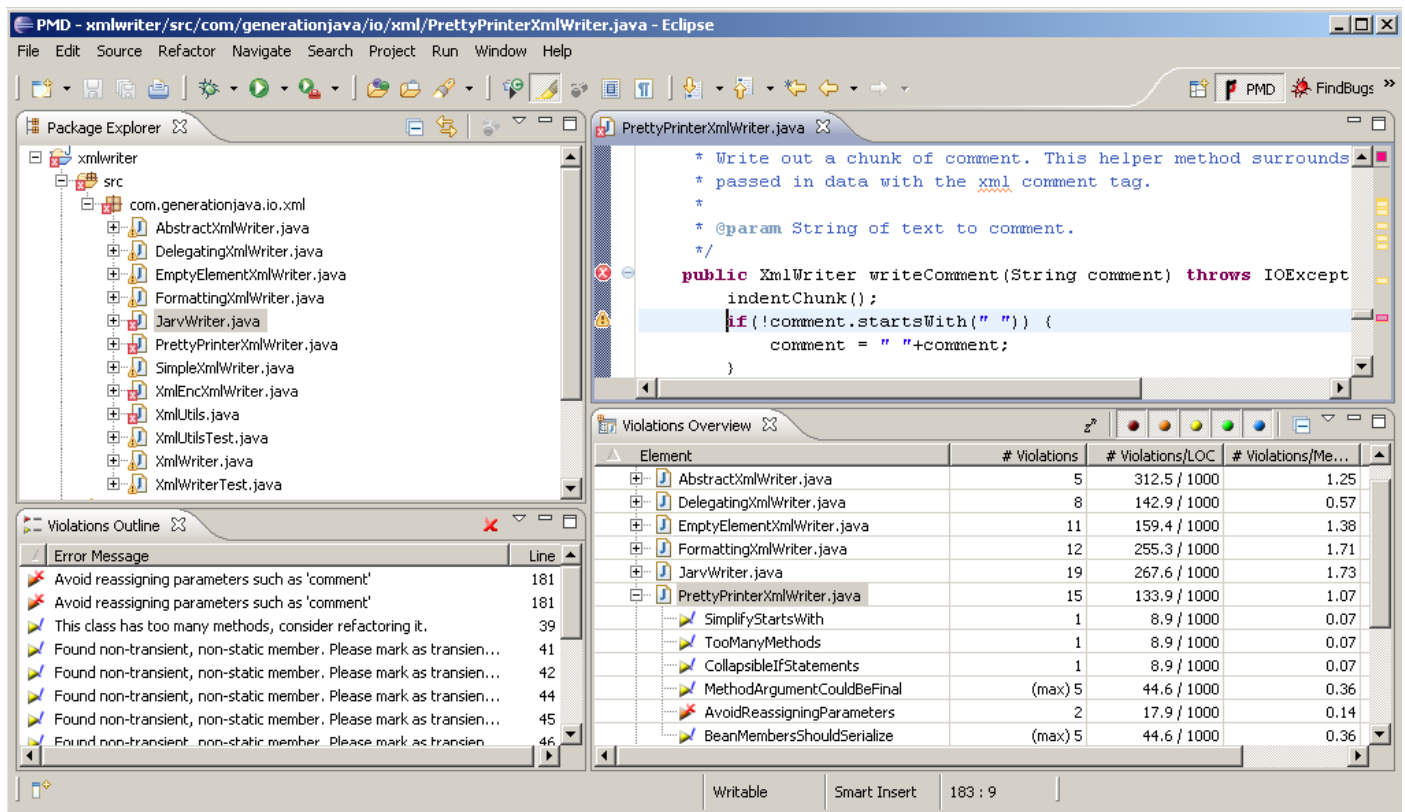 PMD - xmlwriter/src/com/generationjava/io/xml/PrettyPrinterXmlWriter.java - Eclipse
File Edit Source Refactor Navigate Search Project Run Window Help
PMD FindBugs »
Package Explorer
xmlwriter
src
com.generationjava.io.xml
AbstractXmlWriter.java
DelegatingXmlWriter.java
EmptyElementXmlWriter.java
FormattingXmlWriter.java
JarvWriter.java
PrettyPrinterXmlWriter.java
SimpleXmlWriter.java
XmlEncXmlWriter.java
XmlUtils.java
XmlUtilsTest.java
XmlWriter.java
XmlWriterTest.java
PrettyPrinterXmlWriter.java
* Write out a chunk of comment. This helper method surrounds
* passed in data with the xml comment tag.
*
* @param String of text to comment.
*/
public XmlWriter writeComment(String comment) throws IOExcept
indentChunk();
if(!comment.startsWith(" ")) {
comment = " "+comment;
}
Violations Outline
Error Message Line
Avoid reassigning parameters such as 'comment' 181
Avoid reassigning parameters such as 'comment' 181
This class has too many methods, consider refactoring it. 39
Found non-transient, non-static member. Please mark as transien... 41
Found non-transient, non-static member. Please mark as transien... 42
Found non-transient, non-static member. Please mark as transien... 44
Found non-transient, non-static member. Please mark as transien... 45
Found non-transient, non-static member. Please mark as transien... 46
Violations Overview
Element # Violations # Violations/LOC # Violations/Me...
AbstractXmlWriter.java 5 312.5 / 1000 1.25
DelegatingXmlWriter.java 8 142.9 / 1000 0.57
EmptyElementXmlWriter.java 11 159.4 / 1000 1.38
FormattingXmlWriter.java 12 255.3 / 1000 1.71
JarvWriter.java 19 267.6 / 1000 1.73
PrettyPrinterXmlWriter.java 15 133.9 / 1000 1.07
SimplifyStartsWith 1 8.9 / 1000 0.07
TooManyMethods 1 8.9 / 1000 0.07
CollapsibleIfStatements 1 8.9 / 1000 0.07
MethodArgumentCouldBeFinal (max) 5 44.6 / 1000 0.36
AvoidReassigningParameters 2 17.9 / 1000 0.14
BeanMembersShouldSerialize (max) 5 44.6 / 1000 0.36
Writable Smart Insert 183 : 9